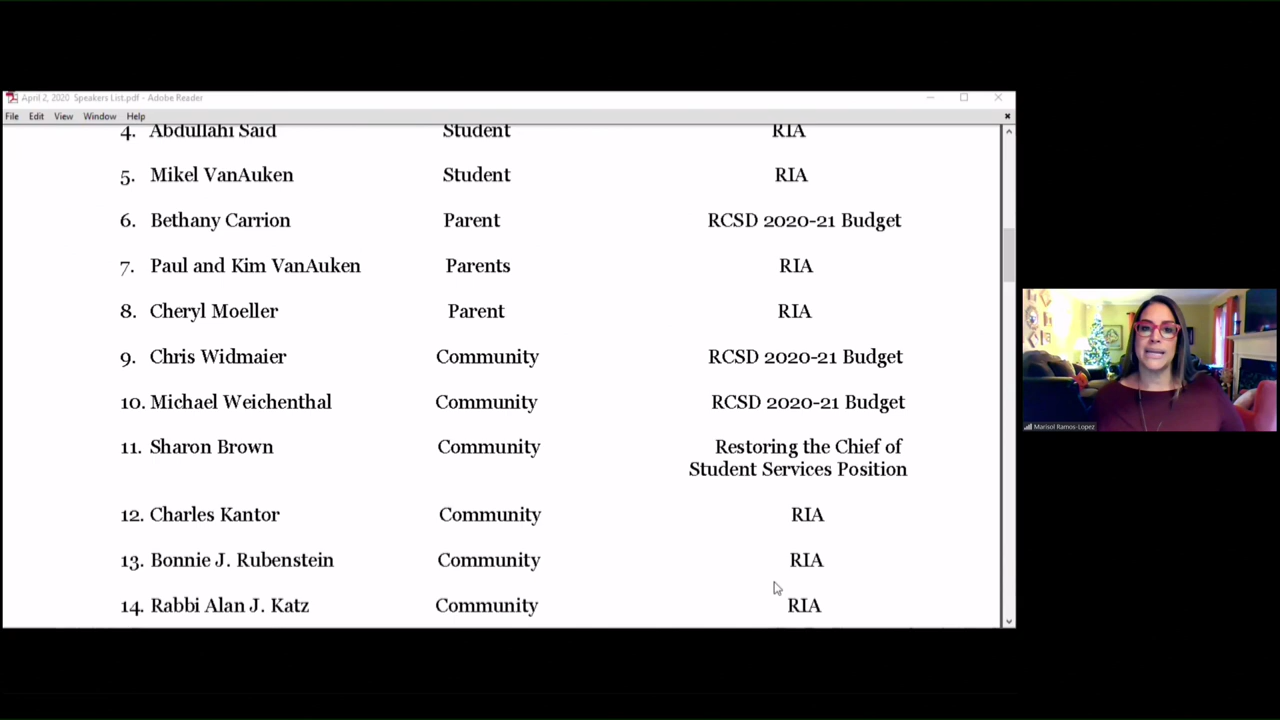 April 2, 2020 Speakers List.pdf - Adobe Reader
File Edit View Window Help
4. Abdullahi Said Student RIA
5. Mikel VanAuken Student RIA
6. Bethany Carrion Parent RCSD 2020-21 Budget
7. Paul and Kim VanAuken Parents RIA
8. Cheryl Moeller Parent RIA
9. Chris Widmaier Community RCSD 2020-21 Budget
10. Michael Weichenthal Community RCSD 2020-21 Budget
11. Sharon Brown Community Restoring the Chief of
Student Services Position
12. Charles Kantor Community RIA
13. Bonnie J. Rubenstein Community RIA
14. Rabbi Alan J. Katz Community RIA
Marisol Ramos-Lopez